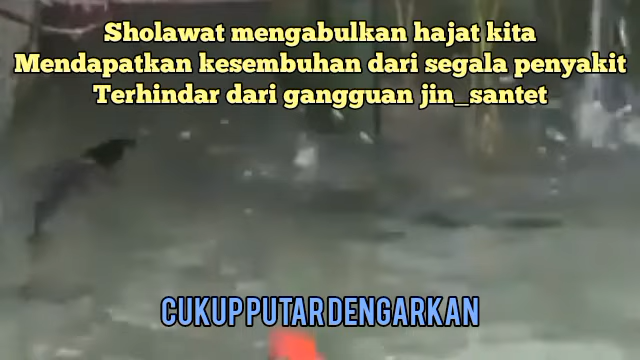 Sholawat mengabulkan hajat kita
Mendapatkan kesembuhan dari segala penyakit
Terhindar dari gangguan jin_santet
CUKUP PUTAR DENGARKAN